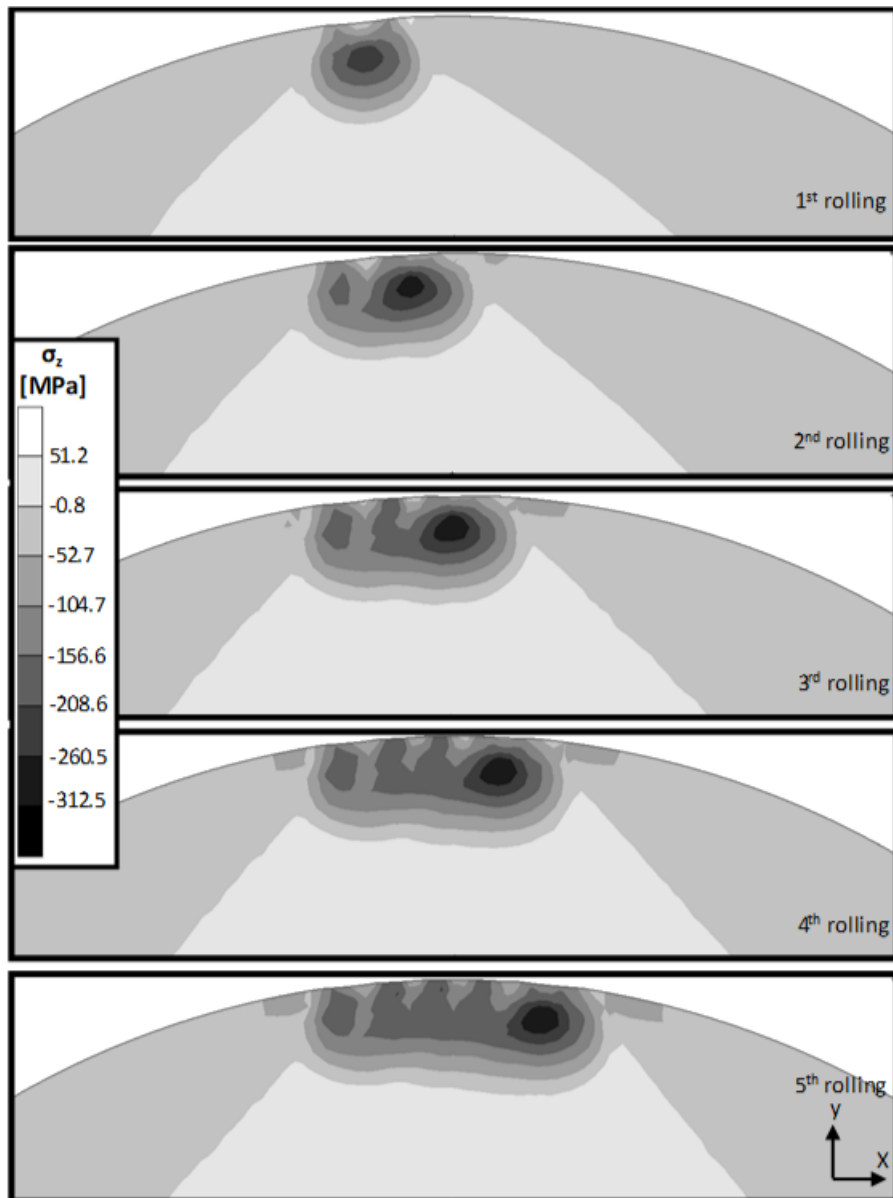 1st rolling
2nd rolling
σz
[MPa]
51.2
-0.8
-52.7
-104.7
-156.6
-208.6
-260.5
-312.5
3rd rolling
4th rolling
5th rolling
y
X